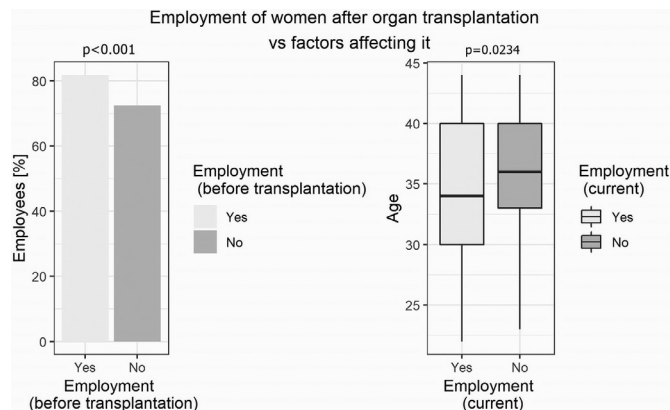 Employment of women after organ transplantation
vs factors affecting it
p<0.001
80
60
40
20
0
Employees [%]
Yes
No
Employment
(before transplantation)
Employment
(before transplantation)
Yes
No
p=0.0234
45
40
35
30
25
Age
Yes
No
Employment
(current)
Employment
(current)
Yes
No